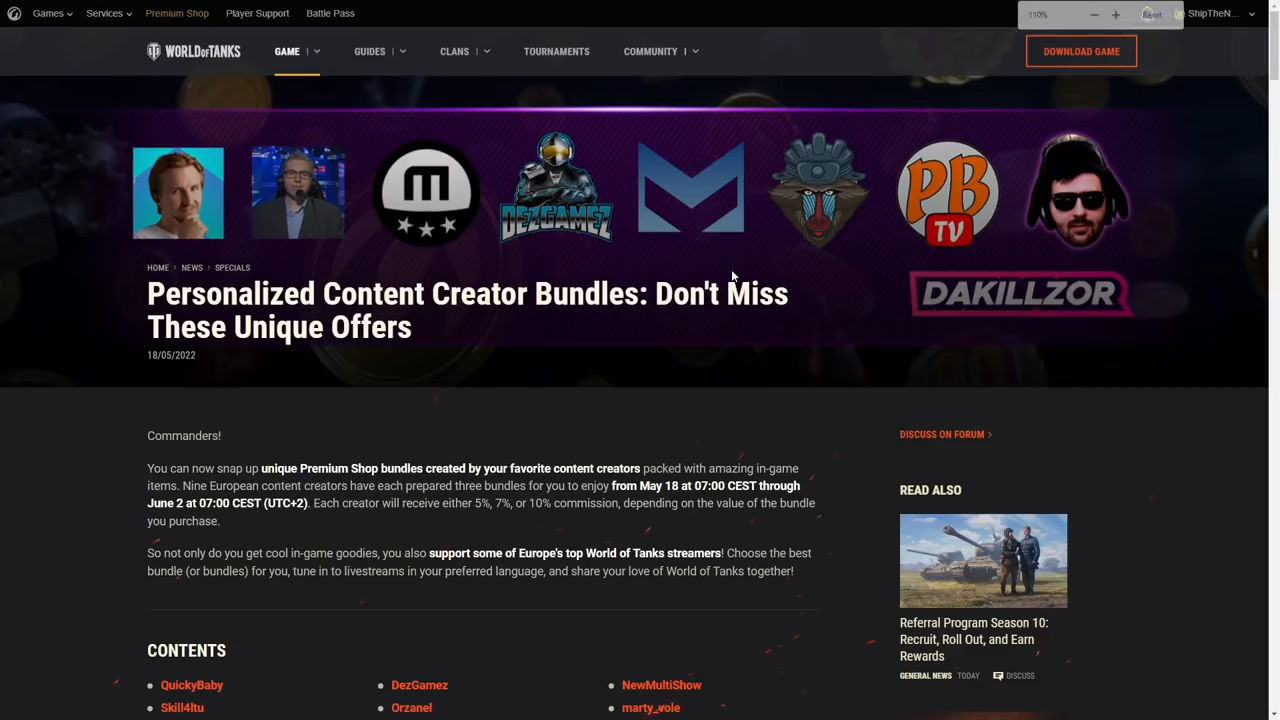 Games
Services
Premium Shop
Player Support
Battle Pass
110%
Reset
ShipTheN...
WORLD OF TANKS
GAME
GUIDES
CLANS
TOURNAMENTS
COMMUNITY
DOWNLOAD GAME
DEZGAMEZ
PB
TV
DAKILLZOR
HOME › NEWS › SPECIALS
Personalized Content Creator Bundles: Don't Miss
These Unique Offers
18/05/2022
Commanders!
You can now snap up unique Premium Shop bundles created by your favorite content creators packed with amazing in-game
items. Nine European content creators have each prepared three bundles for you to enjoy from May 18 at 07:00 CEST through
June 2 at 07:00 CEST (UTC+2). Each creator will receive either 5%, 7%, or 10% commission, depending on the value of the bundle
you purchase.
So not only do you get cool in-game goodies, you also support some of Europe's top World of Tanks streamers! Choose the best
bundle (or bundles) for you, tune in to livestreams in your preferred language, and share your love of World of Tanks together!
CONTENTS
QuickyBaby
DezGamez
NewMultiShow
Skill4ltu
Orzanel
marty_vole
DISCUSS ON FORUM
READ ALSO
Referral Program Season 10:
Recruit, Roll Out, and Earn
Rewards
GENERAL NEWS TODAY DISCUSS